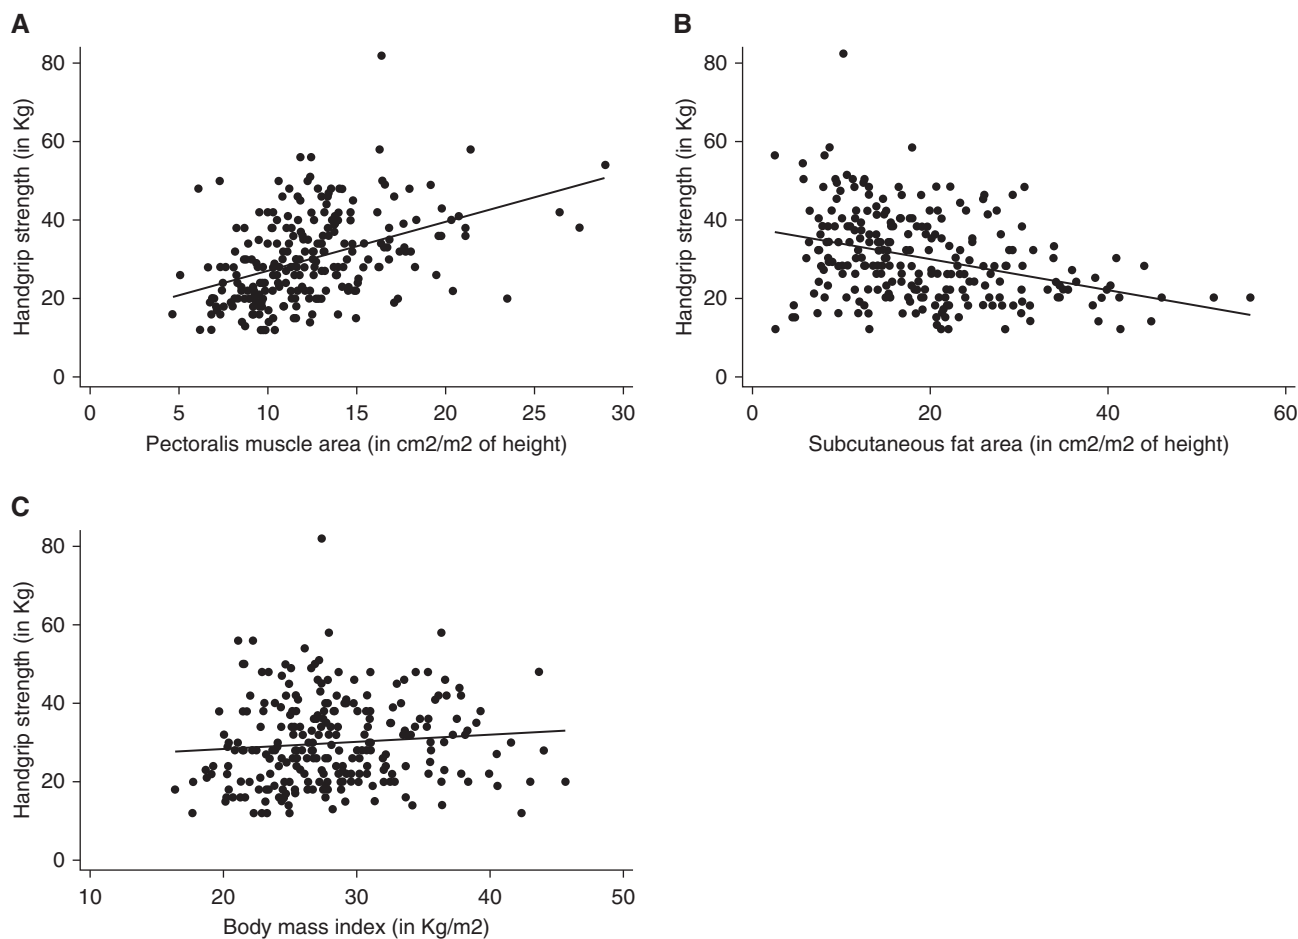 A
Handgrip strength (in Kg)
80
60
40
20
0
0 5 10 15 20 25 30
Pectoralis muscle area (in cm2/m2 of height)
B
Handgrip strength (in Kg)
80
60
40
20
0
0 20 40 60
Subcutaneous fat area (in cm2/m2 of height)
C
Handgrip strength (in Kg)
80
60
40
20
0
10 20 30 40 50
Body mass index (in Kg/m2)